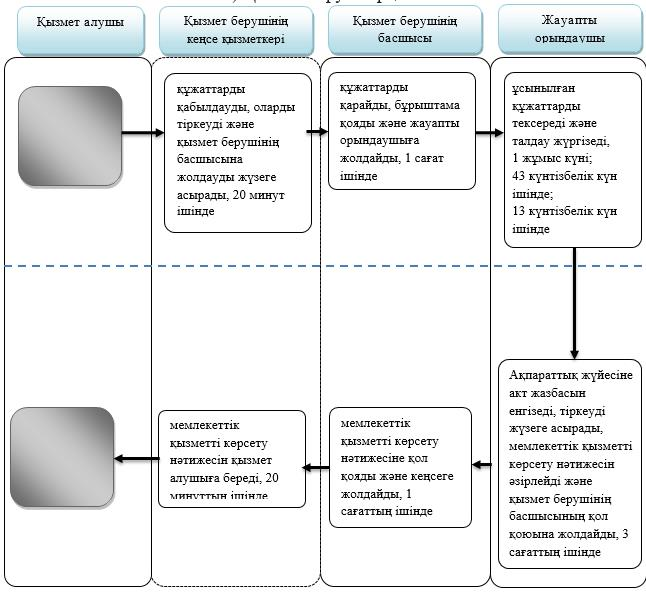 Қызмет алушы
Қызмет берушінің
кеңсе қызметкері
Қызмет берушінің
басшысы
Жауапты
орындаушы
құжаттарды
қабылдауды, оларды
тіркеуді және
қызмет берушінің
басшысына
жолдауды жүзеге
асырады, 20 минут
ішінде
құжаттарды
қарайды, бұрыштама
қояды және жауапты
орындаушыға
жолдайды, 1 сағат
ішінде
ұсынылған
құжаттарды
тексереді және
талдау жүргізеді,
1 жұмыс күні;
43 күнтізбелік күн
ішінде;
13 күнтізбелік күн
ішінде
Ақпараттық жүйесіне
акт жазбасын
енгізеді, тіркеуді
жүзеге асырады,
мемлекеттік қызметті
көрсету нәтижесін
әзірлейді және
қызмет берушінің
басшысының қол
қоюына жолдайды, 3
сағаттың ішінде
мемлекеттік
қызметті көрсету
нәтижесіне қол
қояды және кеңсеге
жолдайды, 1
сағаттың ішінде
мемлекеттік
қызметті көрсету
нәтижесін қызмет
алушыға береді, 20
минуттың ішінде